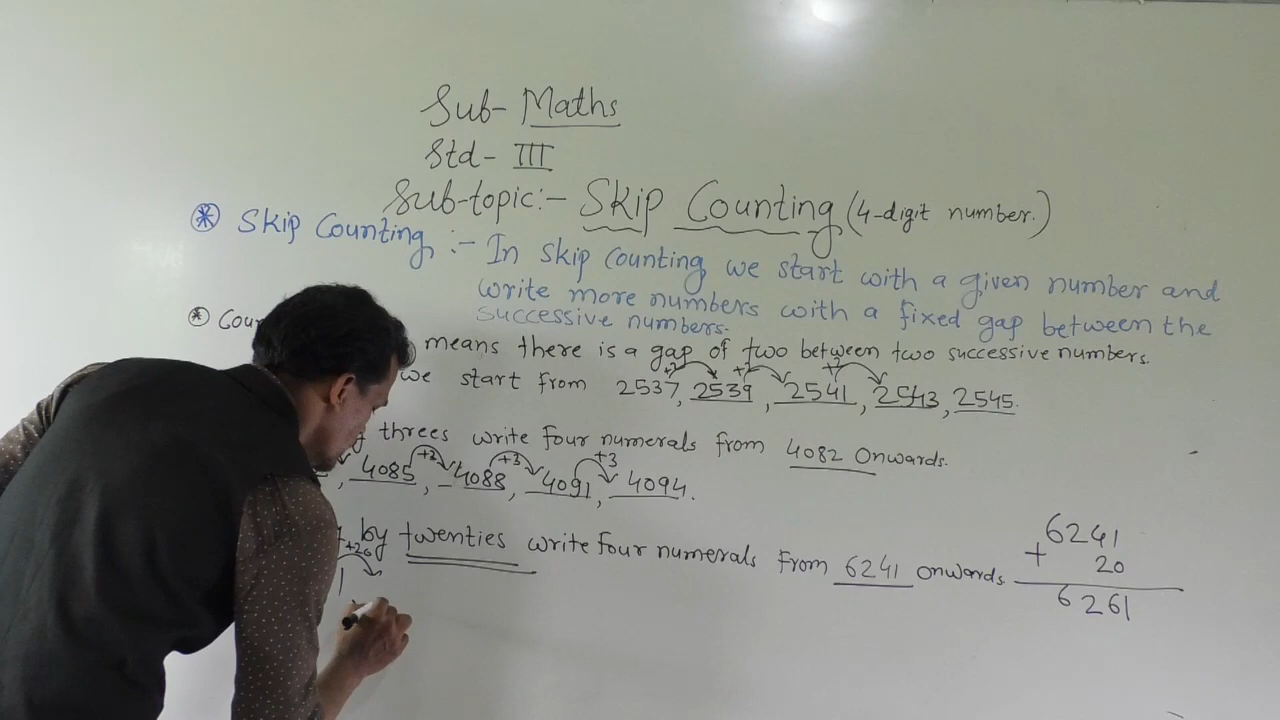 Sub- Maths
Std- III
Sub-topic:- Skip Counting (4-digit number.)
* Skip Counting :- In skip counting we start with a given number and
write more numbers with a fixed gap between the
successive numbers.
* Cou means there is a gap of two between two successive numbers.
we start from 2537, 2539, 2541, 2543, 2545.
+2 +2
threes write four numerals from 4082 onwards.
+3 +3 +3
, 4085, 4088, 4091, 4094.
by twenties write four numerals from 6241 onwards.
+20
1
6241
+ 20
6261